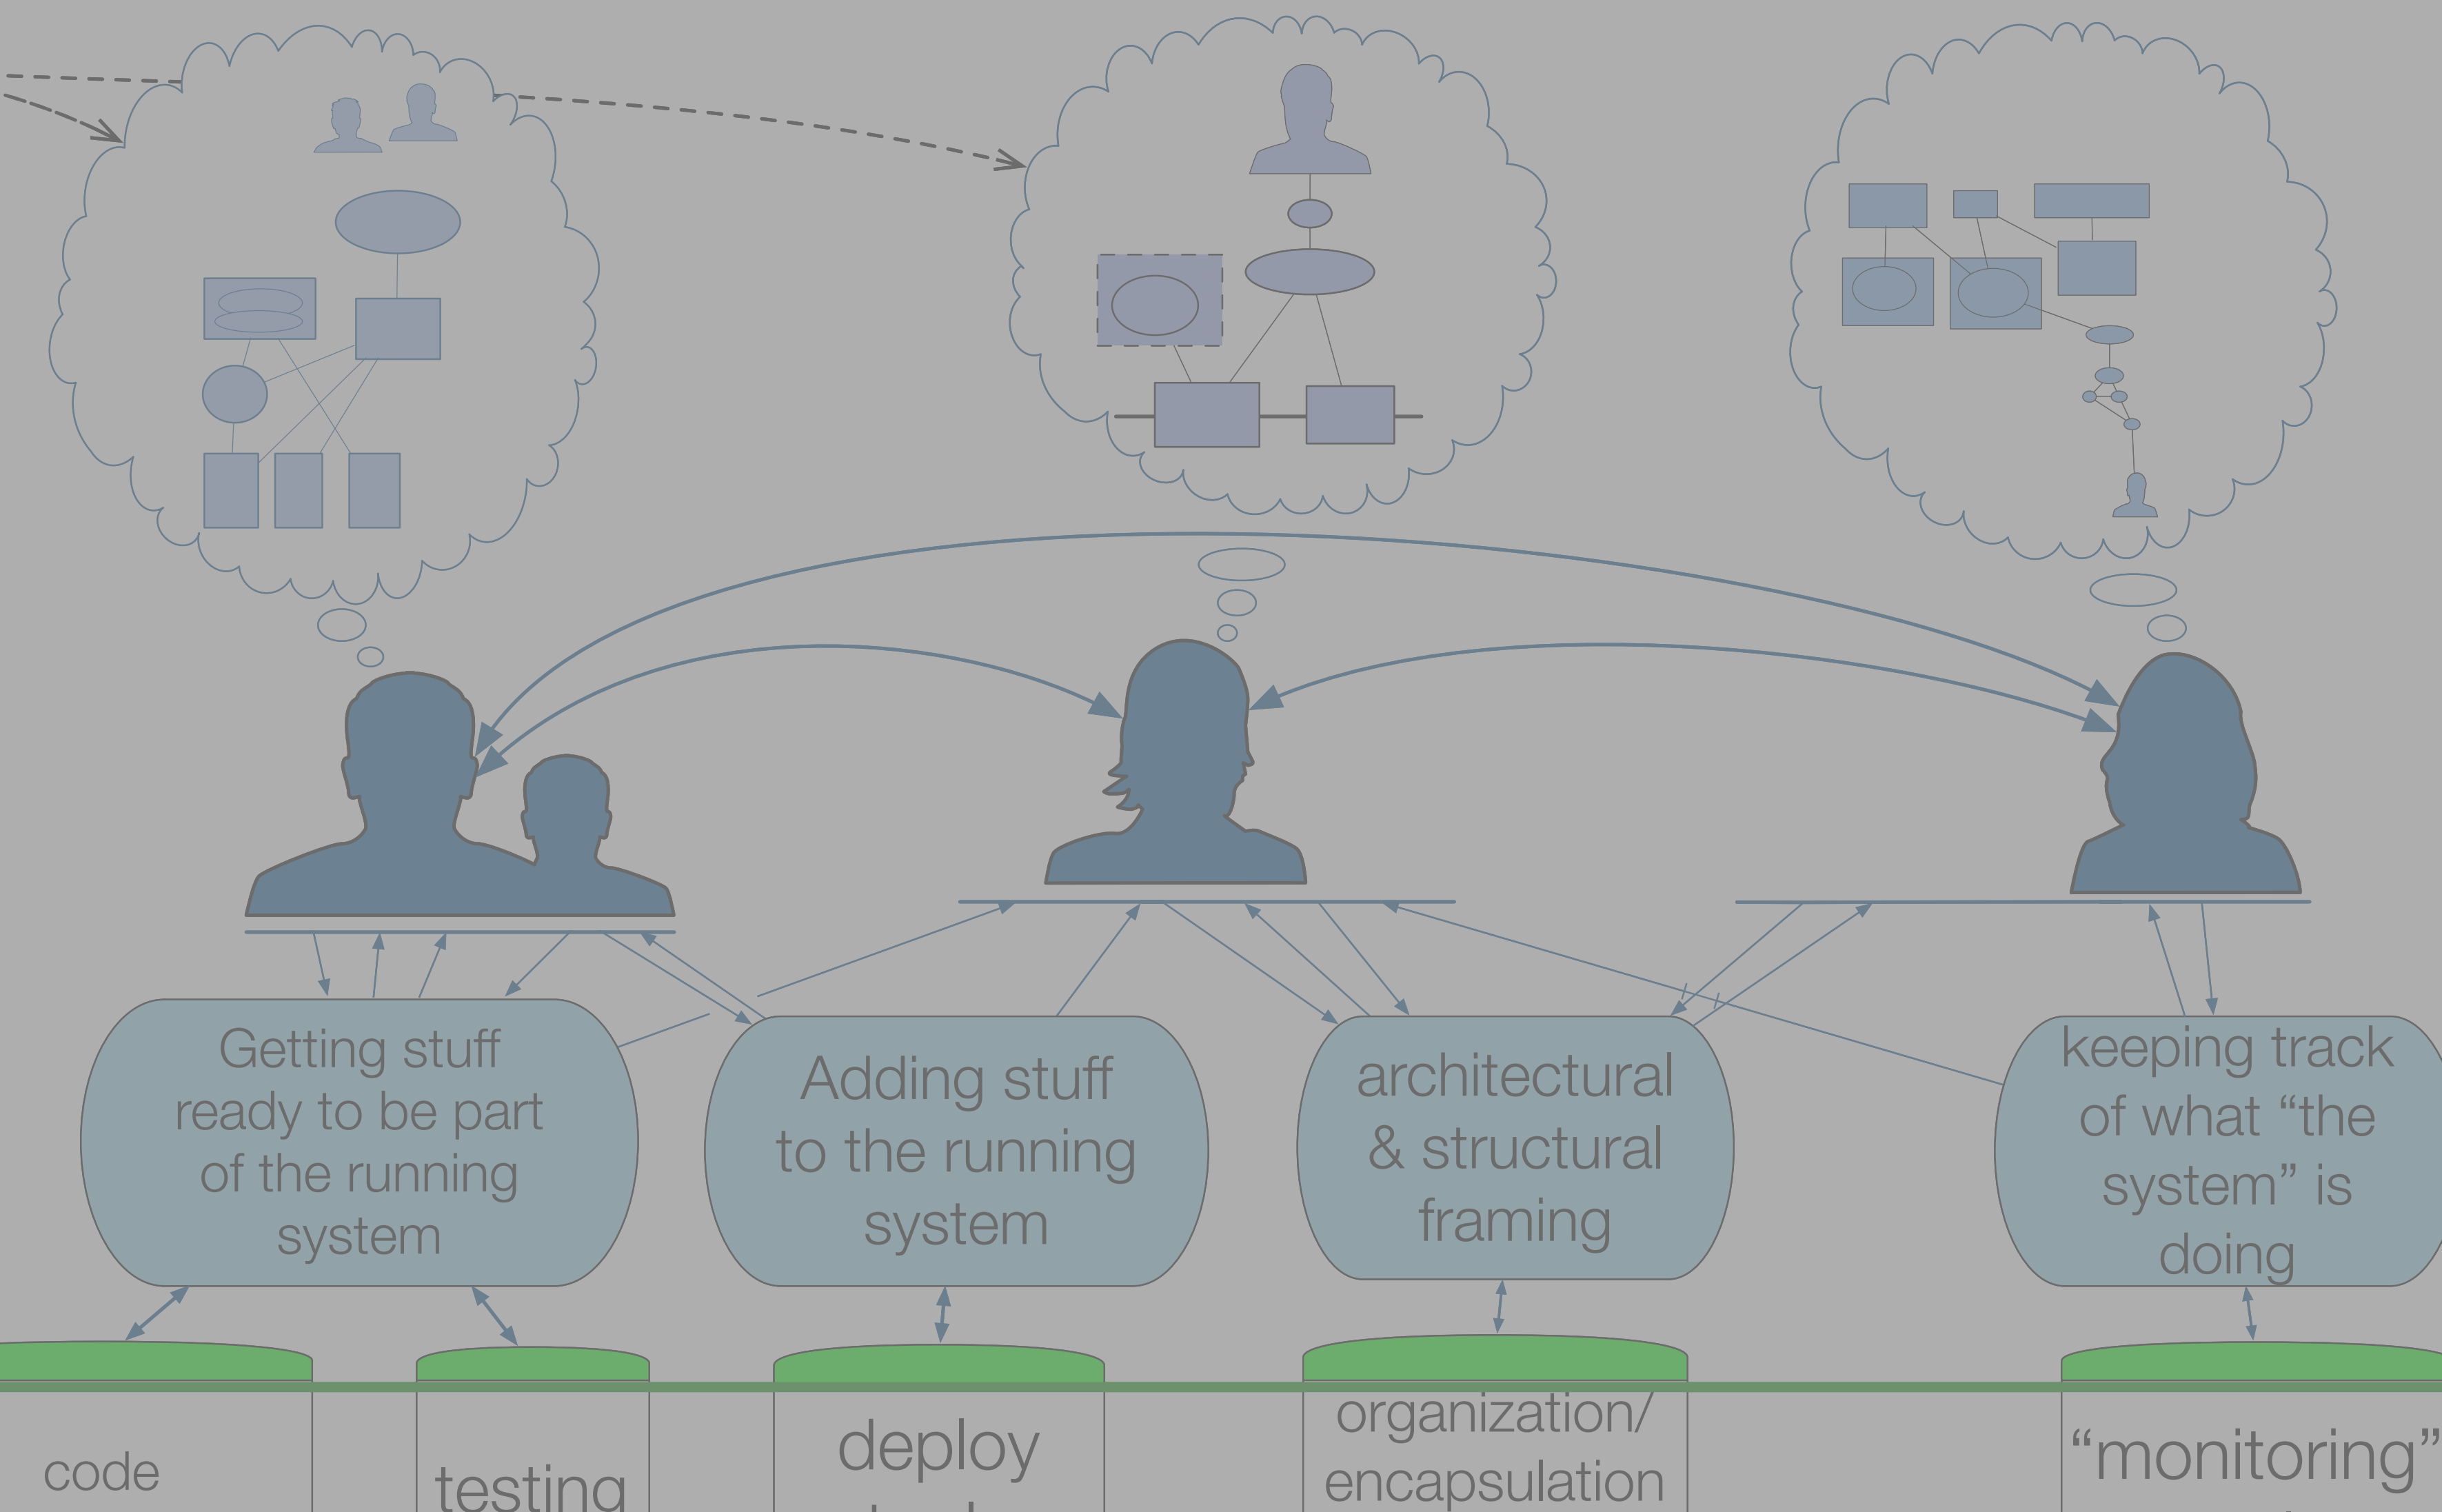 Getting stuff
ready to be part
of the running
system
Adding stuff
to the running
system
architectural
& structural
framing
keeping track
of what “the
system” is
doing
code
testing
deploy
organization/
encapsulation
“monitoring”